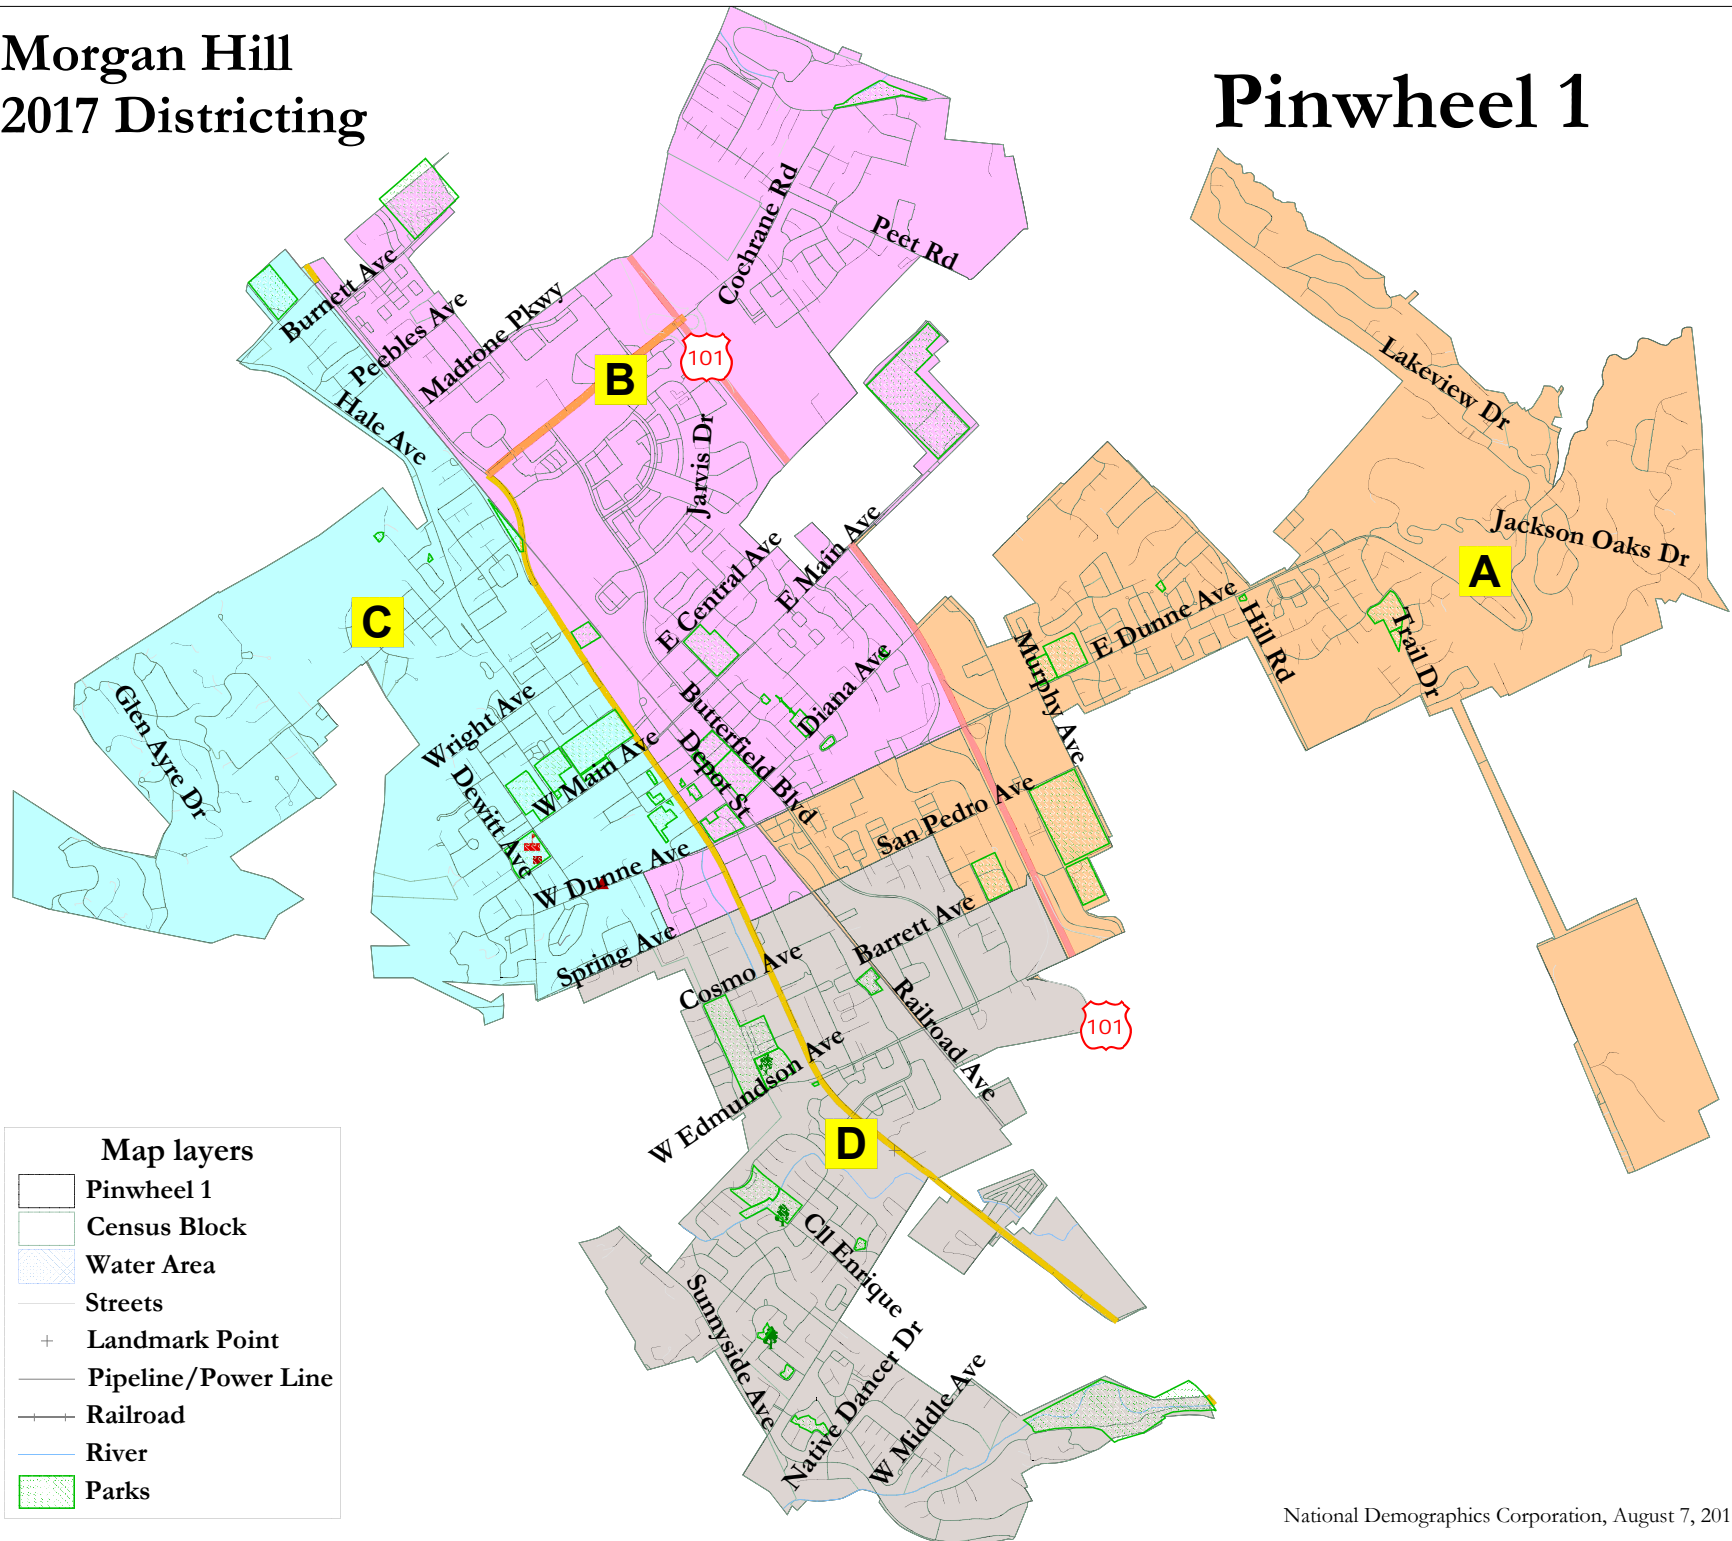 Morgan Hill
2017 Districting
Pinwheel 1
Cochrane Rd
Peet Rd
Burnett Ave
Peebles Ave
Madrone Pkwy
Hale Ave
B
101
Jarvis Dr
Lakeview Dr
Jackson Oaks Dr
A
E Central Ave
E Main Ave
C
E Dunne Ave
Hill Rd
Trail Dr
Murphy Ave
Glen Ayre Dr
Wright Ave
W Main Ave
Dewitt Ave
Butterfield Blvd
Depot St
Diana Ave
San Pedro Ave
W Dunne Ave
Spring Ave
Cosmo Ave
Barrett Ave
Railroad Ave
101
W Edmundson Ave
D
Cll Enrique
Sunnyside Ave
Native Dancer Dr
W Middle Ave
Map layers
Pinwheel 1
Census Block
Water Area
Streets
Landmark Point
Pipeline/Power Line
Railroad
River
Parks
National Demographics Corporation, August 7, 201